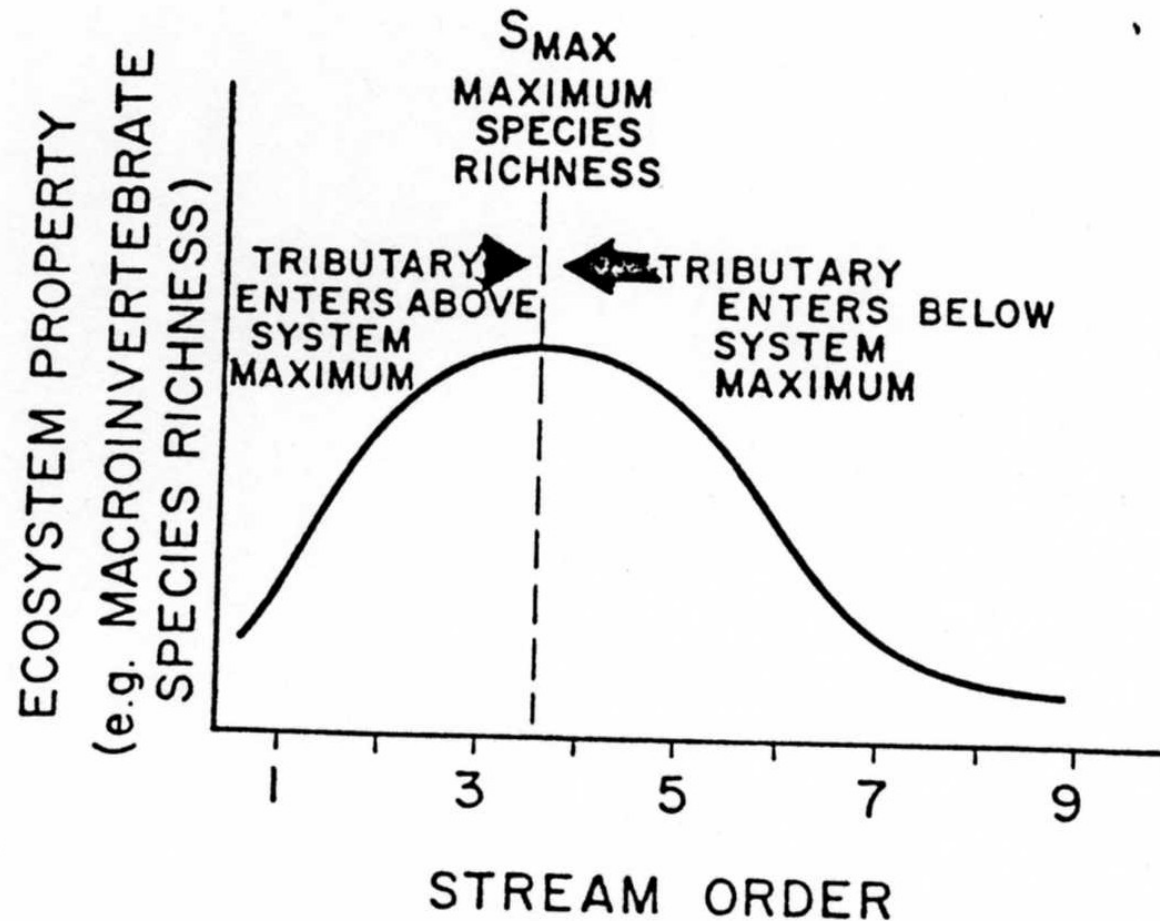 SMAX
MAXIMUM
SPECIES
RICHNESS
TRIBUTARY
ENTERS ABOVE
SYSTEM
MAXIMUM
TRIBUTARY
ENTERS BELOW
SYSTEM
MAXIMUM
ECOSYSTEM PROPERTY
(e.g. MACROINVERTEBRATE
SPECIES RICHNESS)
1 3 5 7 9
STREAM ORDER